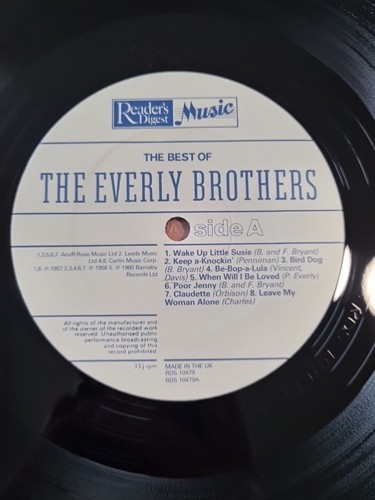 Reader's Digest Music
THE BEST OF
THE EVERLY BROTHERS
A side A
1. Wake Up Little Susie (B. and F. Bryant)
2. Keep a-Knockin' (Penniman) 3. Bird Dog
(B. Bryant) 4. Be-Bop-a-Lula (Vincent,
Davis) 5. When Will I Be Loved (P. Everly)
6. Poor Jenny (B. and F. Bryant)
7. Claudette (Orbison) 8. Leave My
Woman Alone (Charles)
1,3,5,6,7. Acuff-Rose Music Ltd 2. Leeds Music
Ltd 4,8. Carlin Music Corp.
1,8. ℗ 1957 2,3,4,6,7. ℗ 1958 5. ℗ 1960 Barnaby
Records Ltd
All rights of the manufacturer and
of the owner of the recorded work
reserved. Unauthorised public
performance broadcasting
and copying of this
record prohibited.
33⅓ rpm
MADE IN THE UK
RDS 10479
RDS 10479A